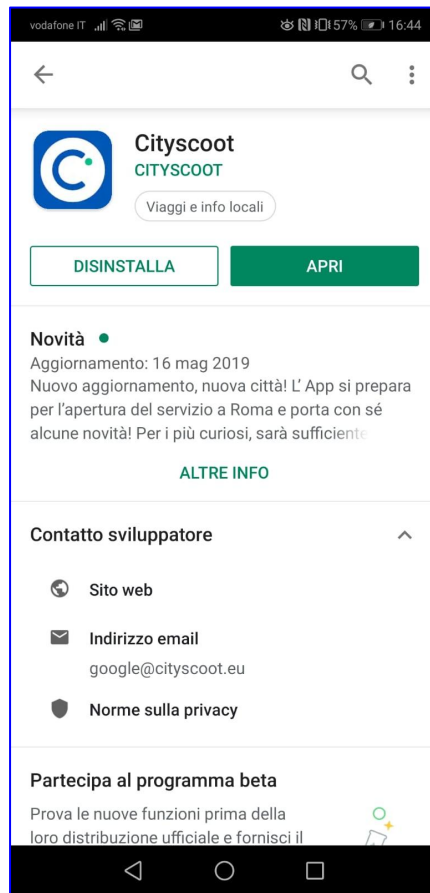 vodafone IT 57% 16:44
Cityscoot
CITYSCOOT
Viaggi e info locali
DISINSTALLA APRI
Novità
Aggiornamento: 16 mag 2019
Nuovo aggiornamento, nuova città! L’ App si prepara
per l’apertura del servizio a Roma e porta con sé
alcune novità! Per i più curiosi, sarà sufficiente
ALTRE INFO
Contatto sviluppatore
Sito web
Indirizzo email
google@cityscoot.eu
Norme sulla privacy
Partecipa al programma beta
Prova le nuove funzioni prima della
loro distribuzione ufficiale e fornisci il